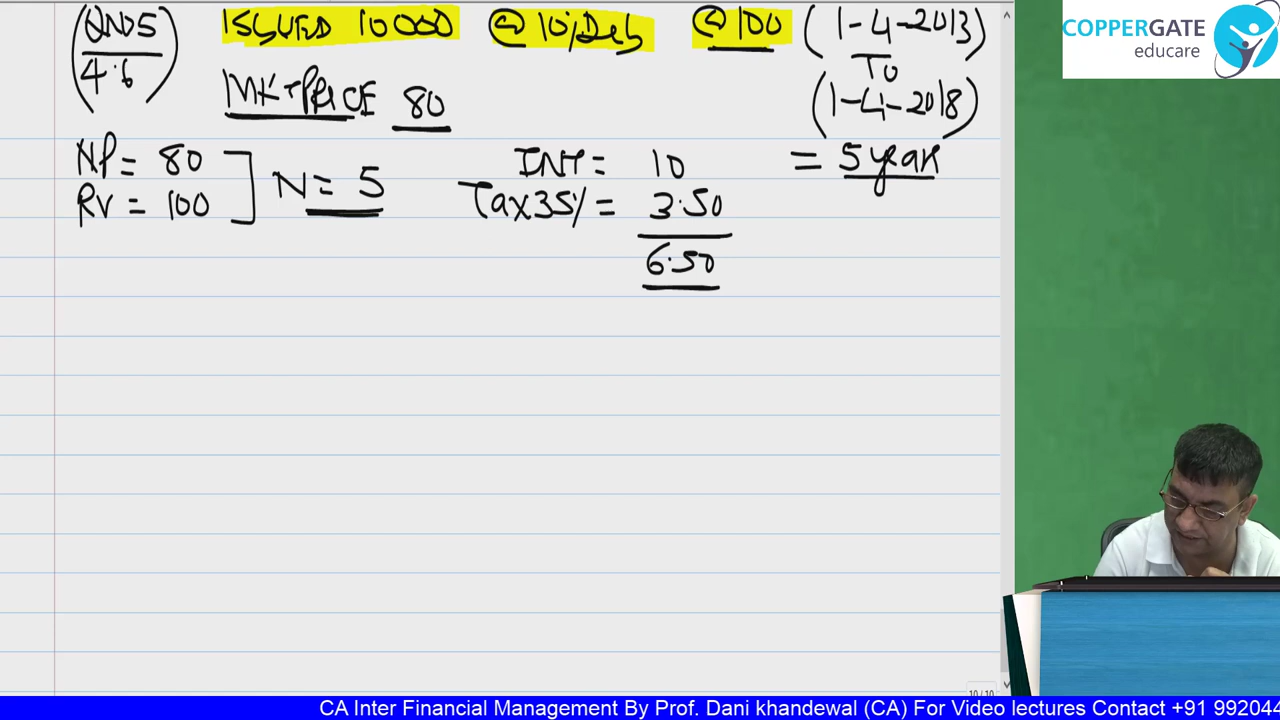 (QNO5 / 4.6)
ISSUED 10000 @ 10% Deb @ 100 (1-4-2013)
TO
MKT PRICE 80 (1-4-2018)
NP = 80
RV = 100
N = 5
INT = 10
Tax 35% = 3.50
6.50
= 5 year
COPPERGATE
educare
10 / 10
CA Inter Financial Management By Prof. Dani khandewal (CA) For Video lectures Contact +91 992044